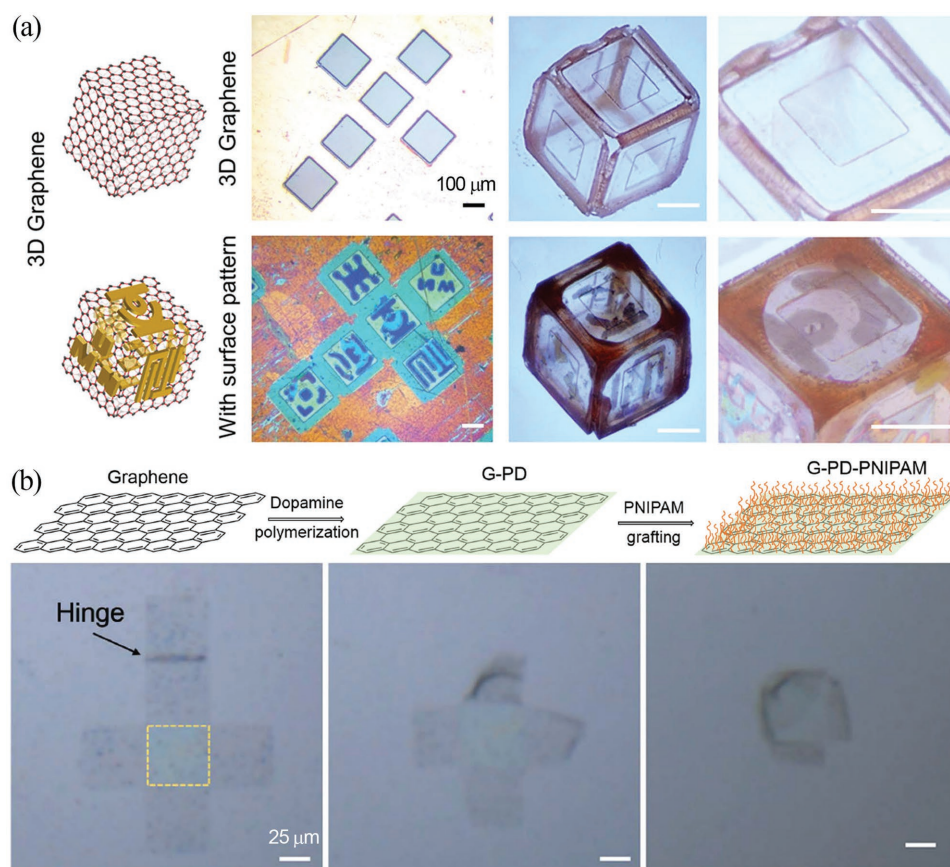 (a)
3D Graphene
3D Graphene
100 μm
With surface pattern
(b)
Graphene
Dopamine
polymerization
G-PD
PNIPAM
grafting
G-PD-PNIPAM
Hinge
25 μm